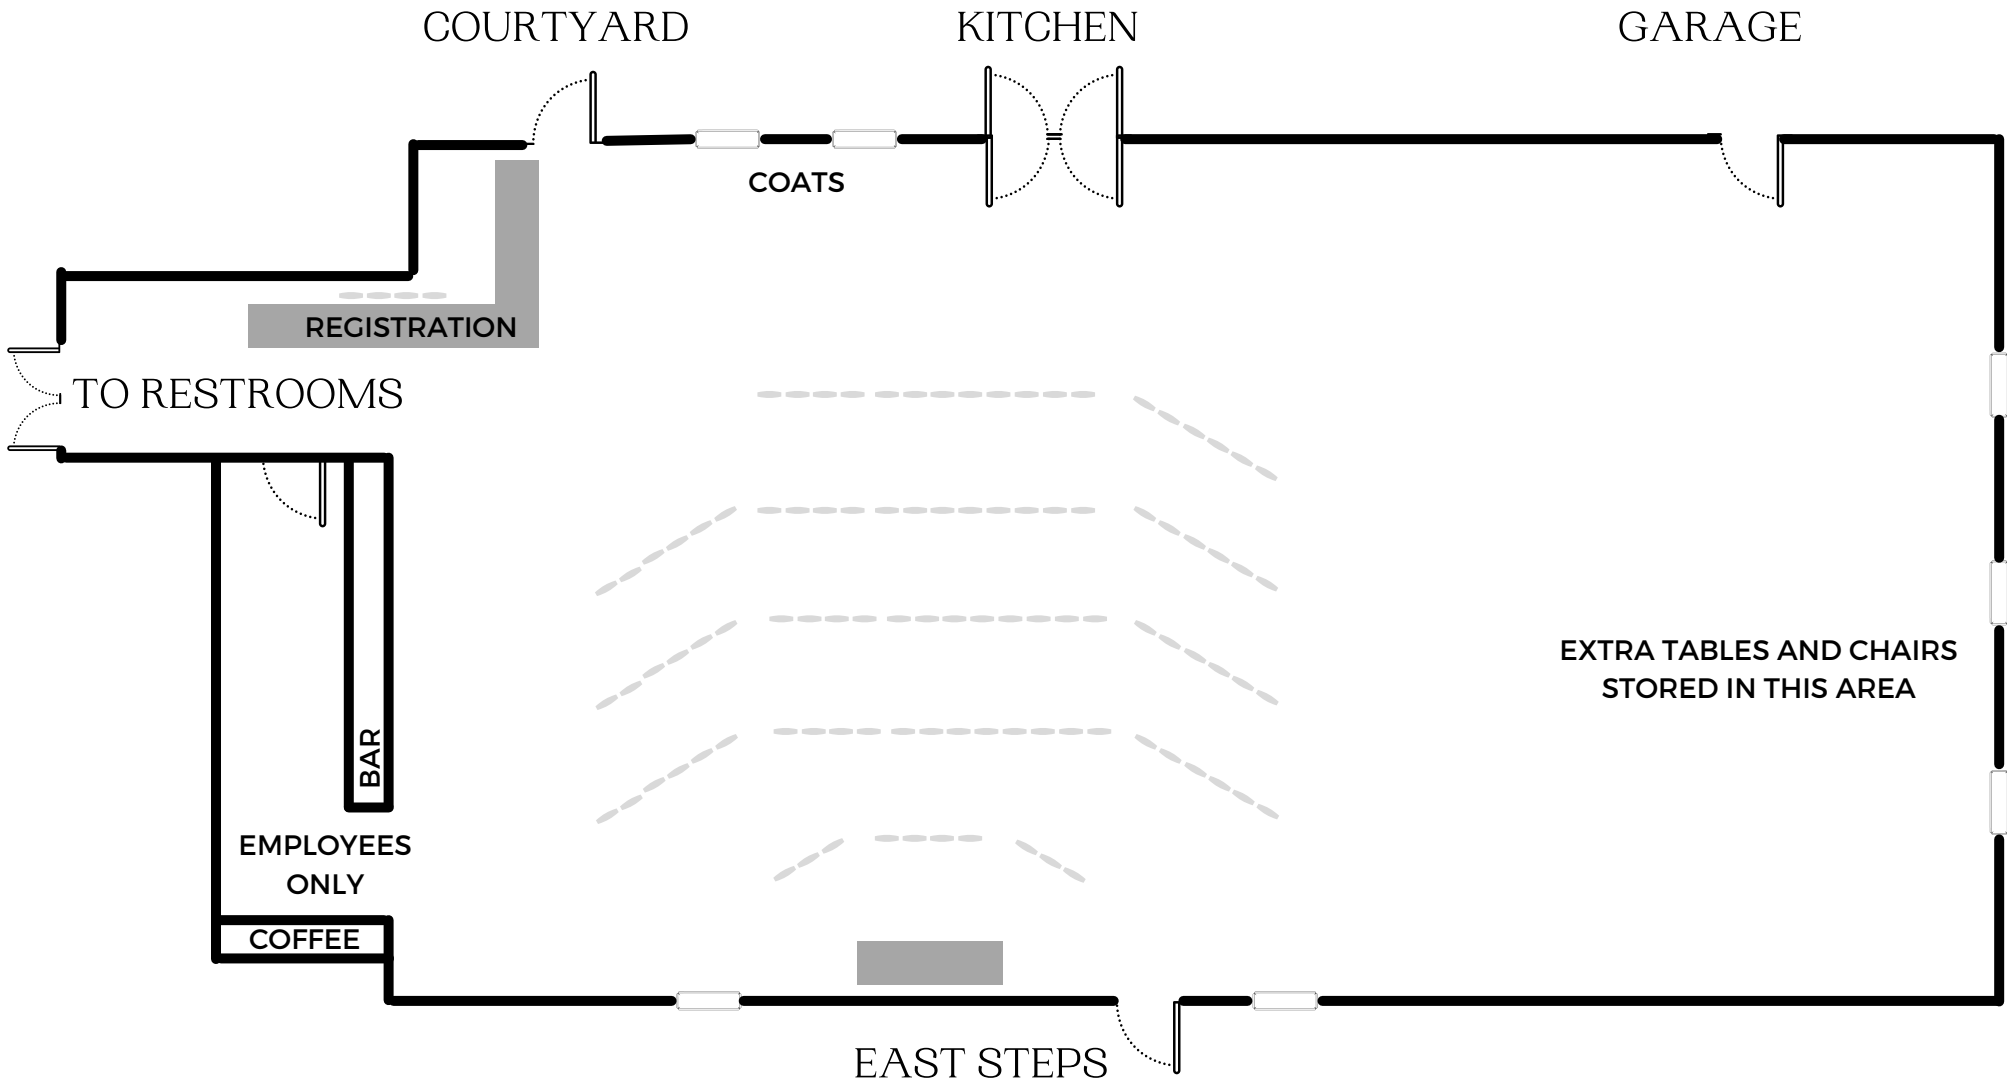 COURTYARD
KITCHEN
GARAGE
COATS
REGISTRATION
TO RESTROOMS
EXTRA TABLES AND CHAIRS
STORED IN THIS AREA
BAR
EMPLOYEES
ONLY
COFFEE
EAST STEPS